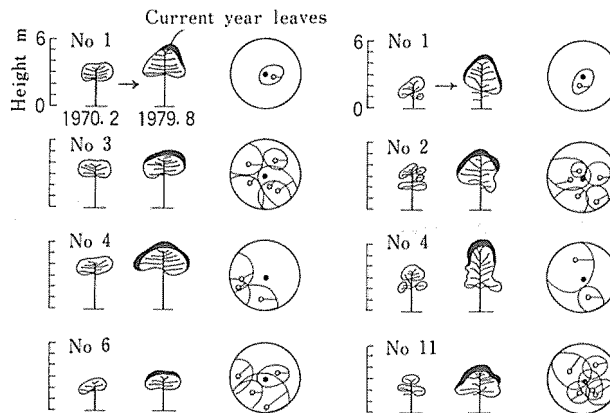 Current year leaves
Height m
6
0
No 1
1970.2
1979.8
6
0
No 1
No 3
No 2
No 4
No 4
No 6
No 11